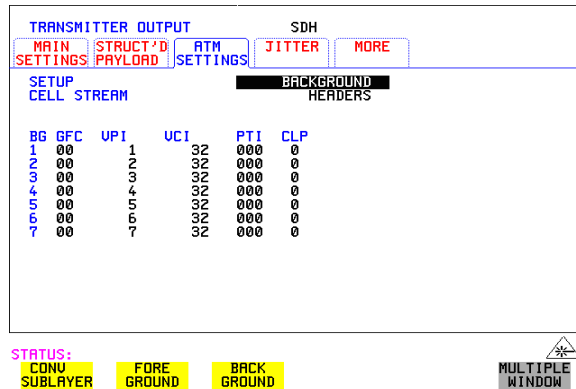 TRANSMITTER OUTPUT SDH
MAIN SETTINGS STRUCT'D PAYLOAD ATM SETTINGS JITTER MORE
SETUP BACKGROUND
CELL STREAM HEADERS
BG GFC VPI VCI PTI CLP
1 00 1 32 000 0
2 00 2 32 000 0
3 00 3 32 000 0
4 00 4 32 000 0
5 00 5 32 000 0
6 00 6 32 000 0
7 00 7 32 000 0
STATUS:
CONV SUBLAYER FORE GROUND BACK GROUND MULTIPLE WINDOW